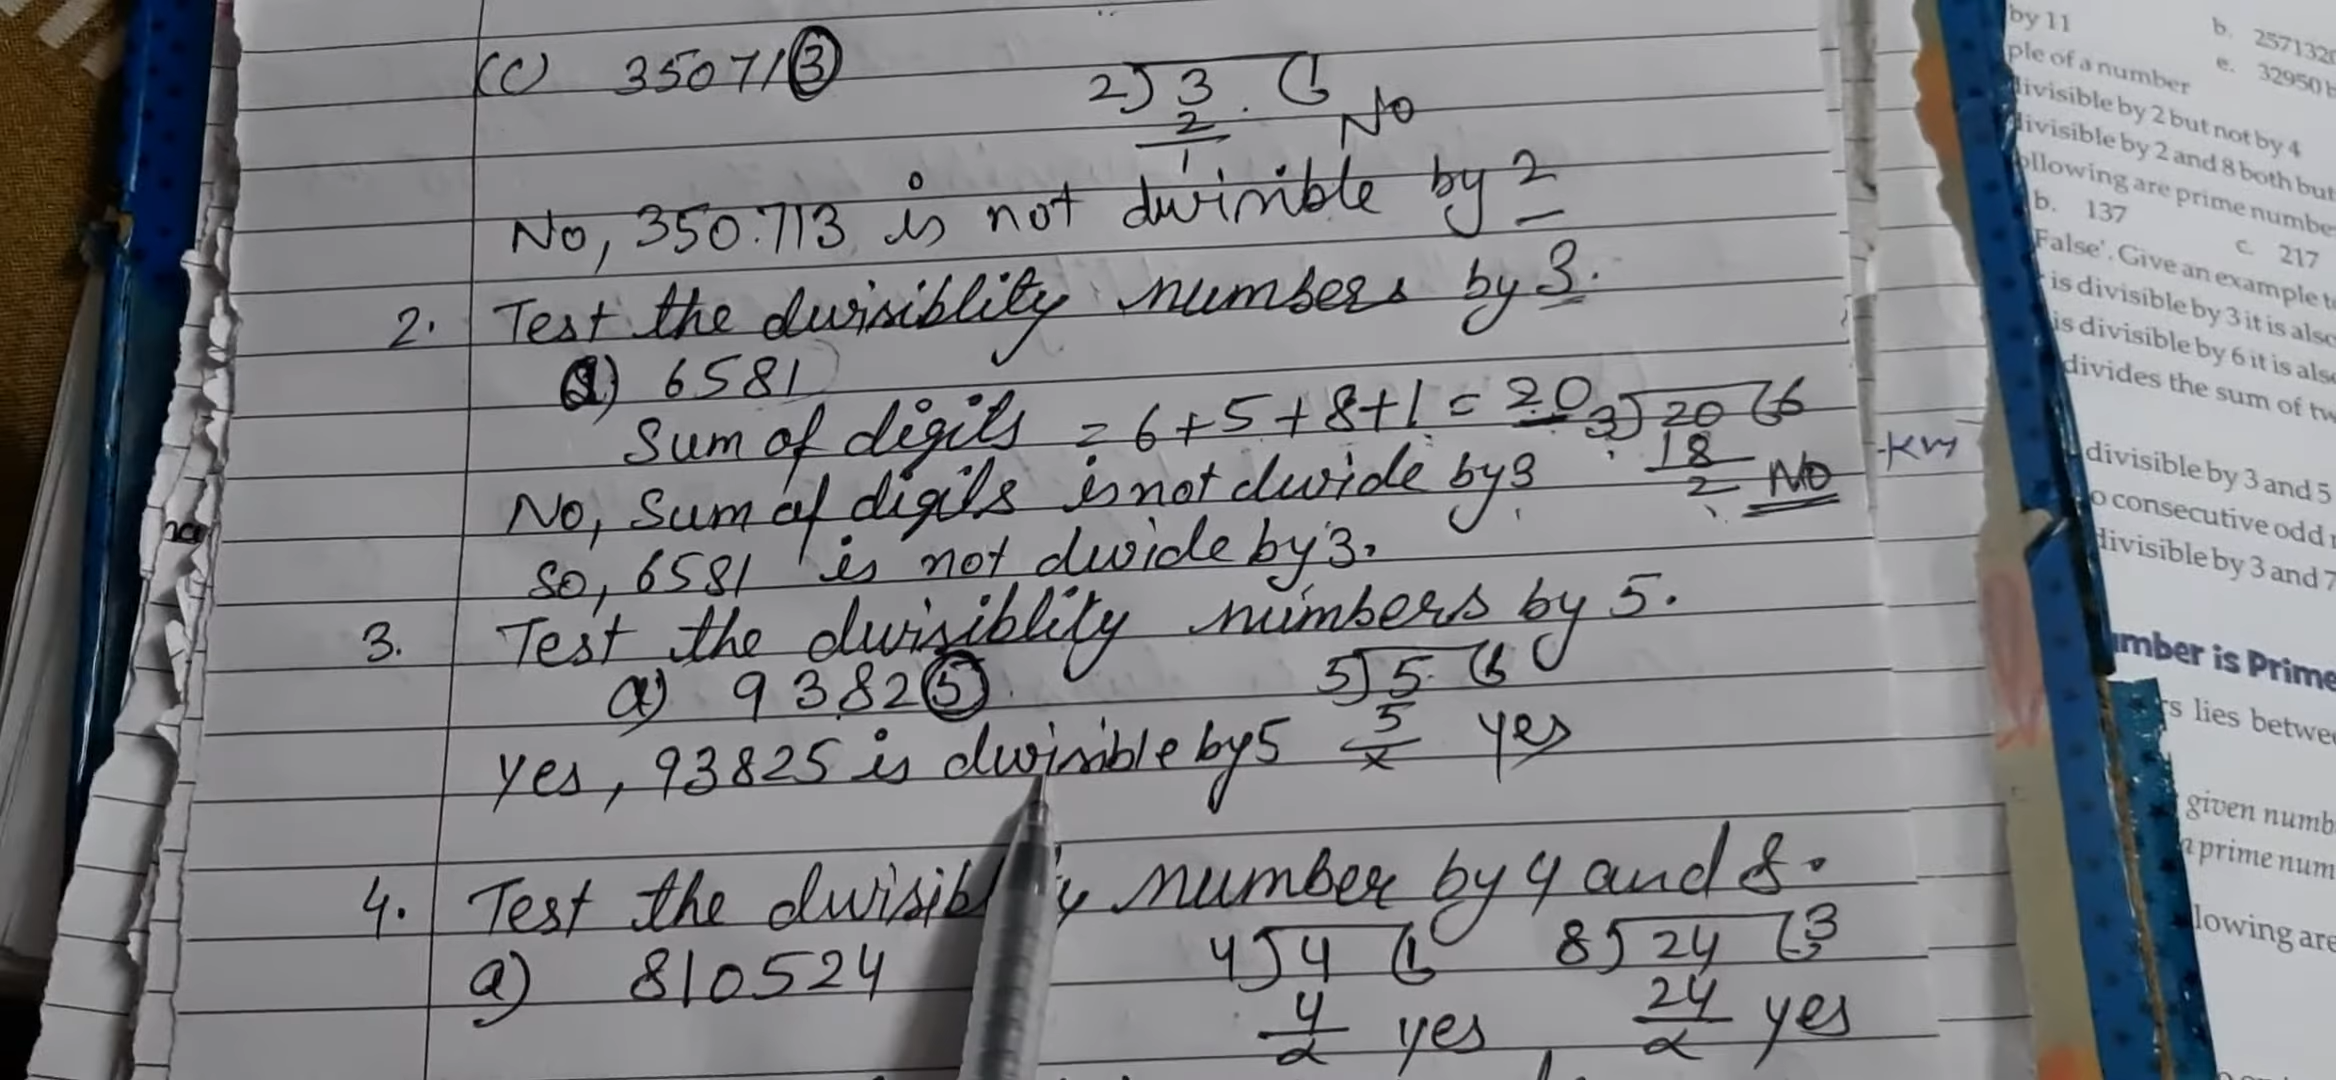 (C) 350713
2)3(1
2
1
No
No, 350713 is not divisible by 2
2. Test the divisiblity numbers by 3.
a) 6581
Sum of digits = 6+5+8+1 = 20
3)20(6
18
2
No
No, Sum of digits is not divide by 3
So, 6581 is not divide by 3.
3. Test the divisiblity numbers by 5.
a) 93825
5)5(1
5
x
yes
Yes, 93825 is divisible by 5
4. Test the number by 4 and 8.
a) 810524
4)4(1
4
x
yes
8)24(3
24
x
yes
by 11
b. 2571320
ple of a number
e. 32950
divisible by 2 but not by 4
divisible by 2 and 8 both but
ollowing are prime numbe
b. 137
c. 217
False'. Give an example t
is divisible by 3 it is also
is divisible by 6 it is als
divides the sum of tw
divisible by 3 and 5
o consecutive odd
divisible by 3 and 7
umber is Prime
rs lies betwe
given numb
a prime num
lowing are